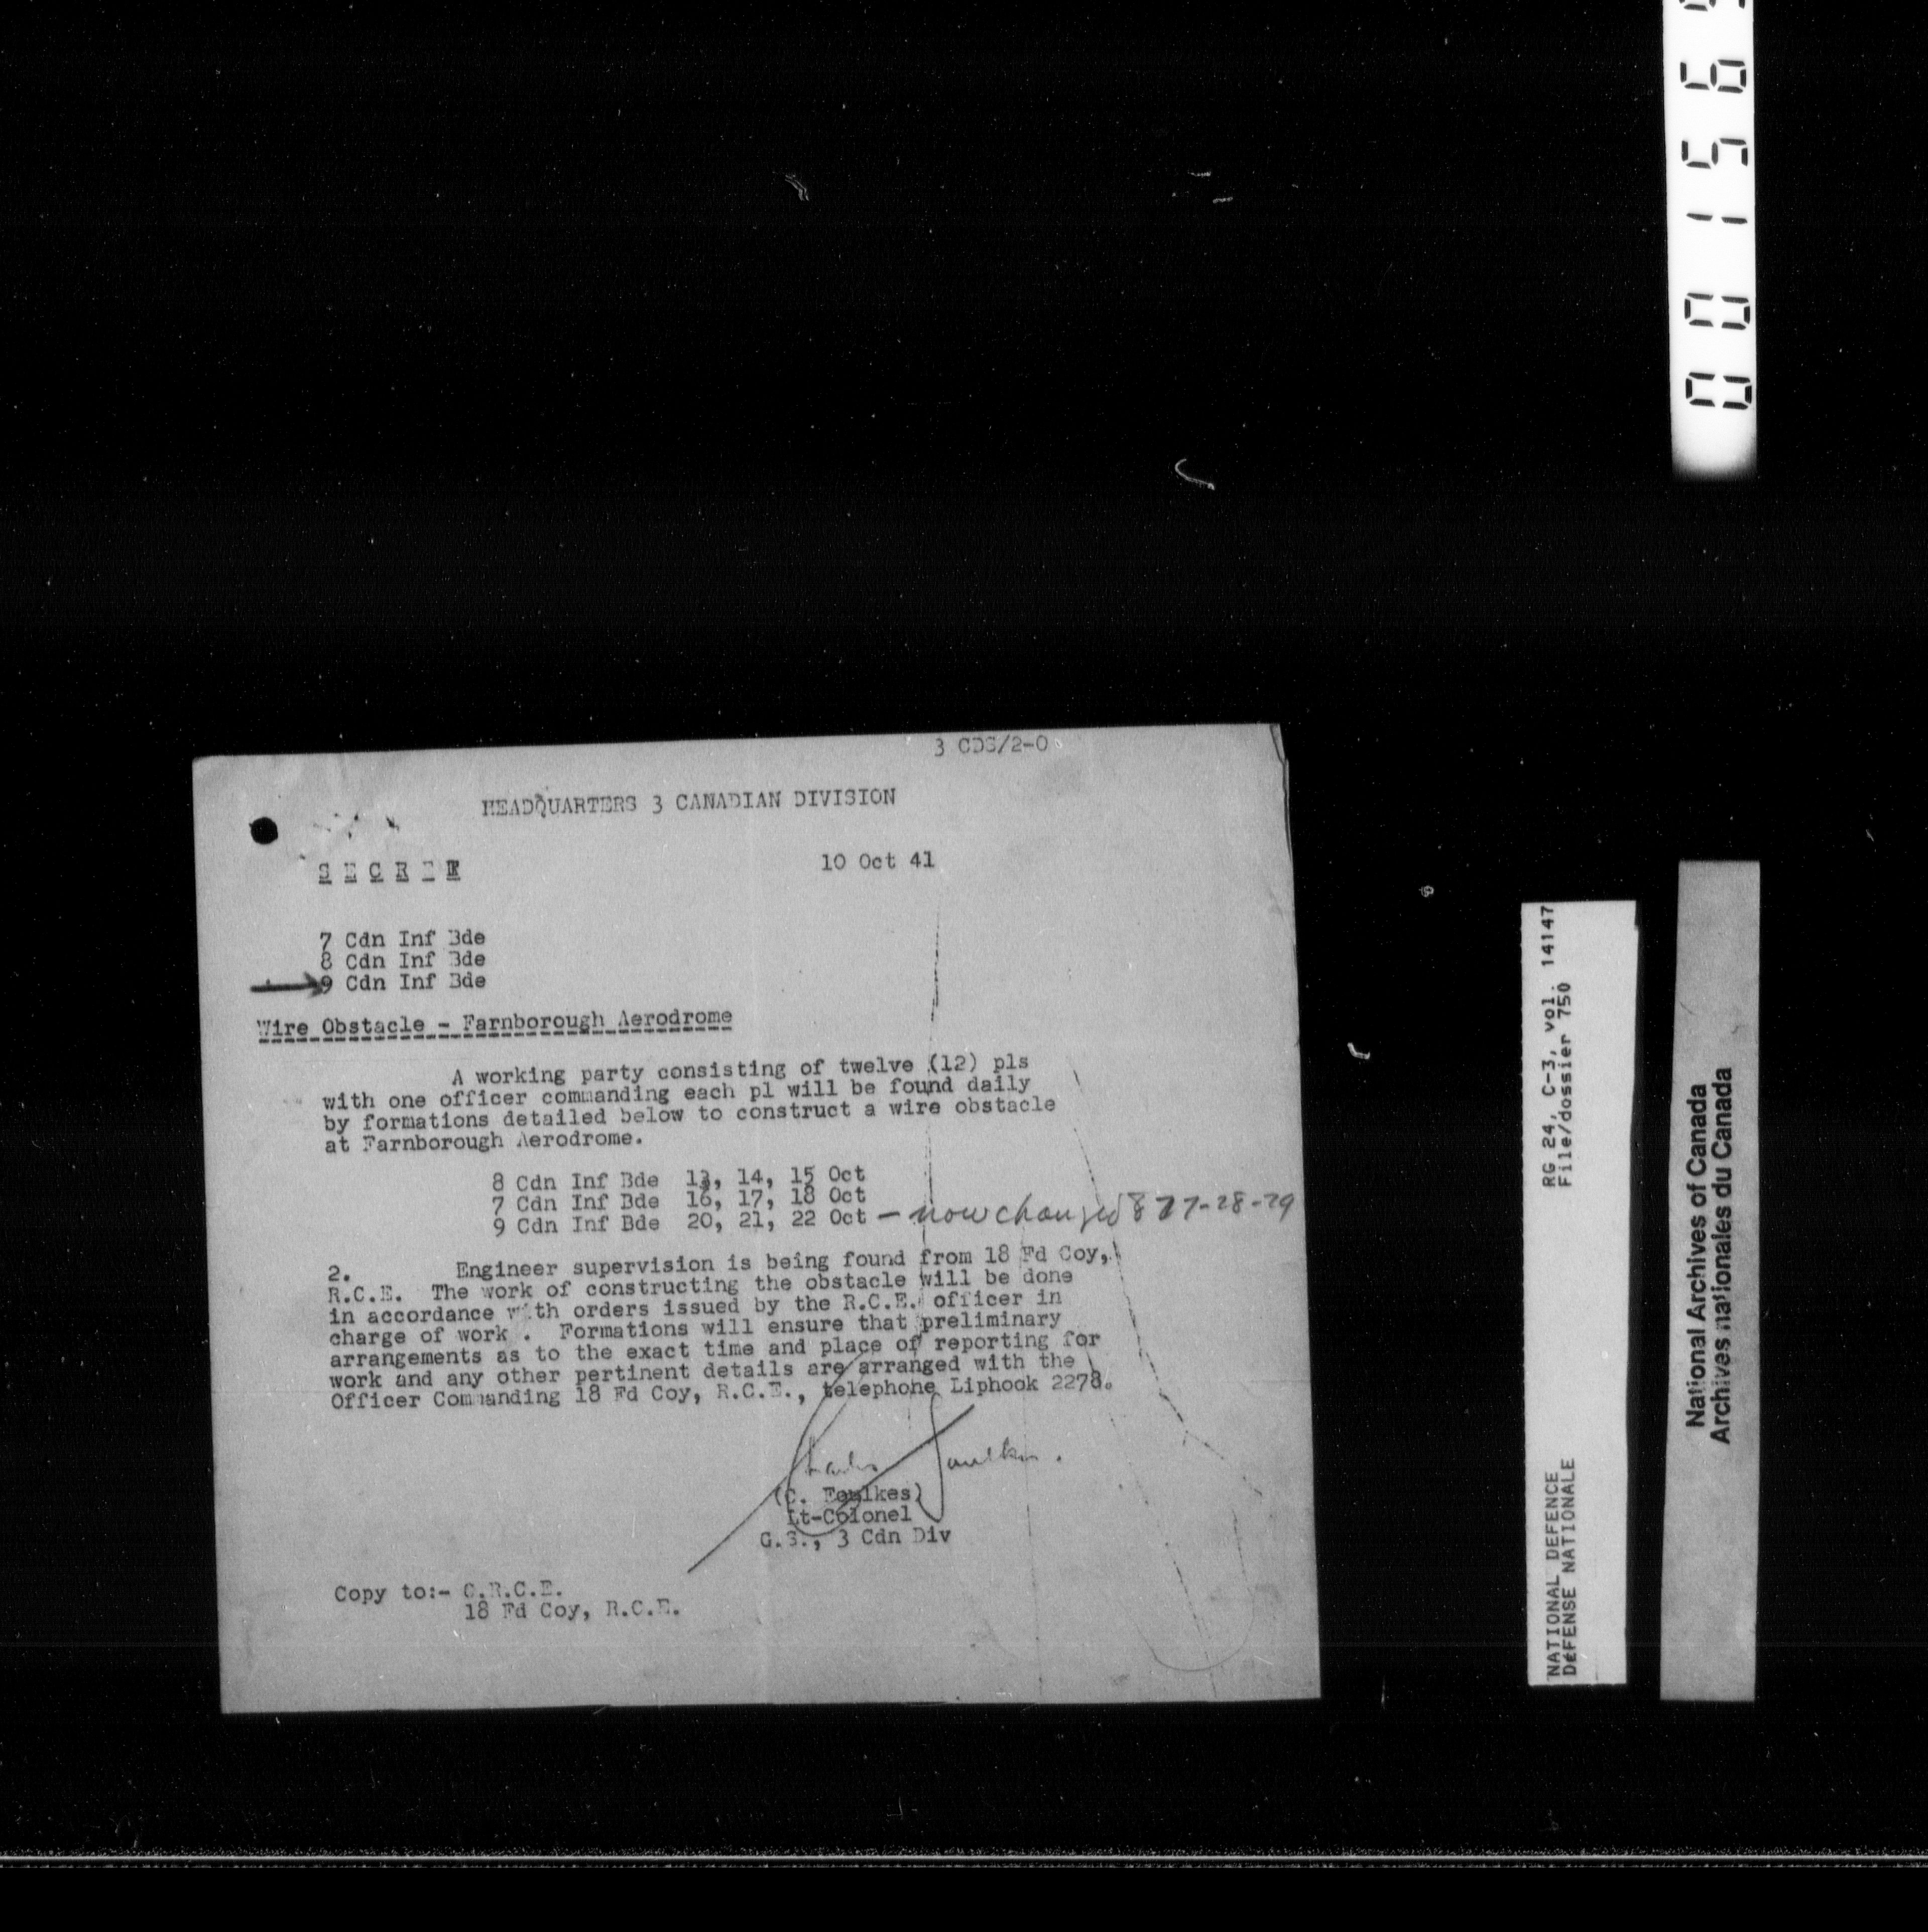 3 CDS/2-0
HEADQUARTERS 3 CANADIAN DIVISION
S E C R E T
10 Oct 41
7 Cdn Inf Bde
8 Cdn Inf Bde
9 Cdn Inf Bde
Wire Obstacle - Farnborough Aerodrome
A working party consisting of twelve (12) pls
with one officer commanding each pl will be found daily
by formations detailed below to construct a wire obstacle
at Farnborough Aerodrome.
8 Cdn Inf Bde 13, 14, 15 Oct
7 Cdn Inf Bde 16, 17, 18 Oct
9 Cdn Inf Bde 20, 21, 22 Oct - now changed 27-28-29
2. Engineer supervision is being found from 18 Fd Coy,
R.C.E. The work of constructing the obstacle will be done
in accordance with orders issued by the R.C.E. officer in
charge of work . Formations will ensure that preliminary
arrangements as to the exact time and place of reporting for
work and any other pertinent details are arranged with the
Officer Commanding 18 Fd Coy, R.C.E., telephone Liphook 2278.
Charles Foulkes.
(C. Foulkes)
Lt-Colonel
G.S., 3 Cdn Div
Copy to:- C.R.C.E.
18 Fd Coy, R.C.E.
RG 24, C-3, vol. 14147
File/dossier 750
NATIONAL DEFENCE
DÉFENSE NATIONALE
National Archives of Canada
Archives nationales du Canada
00156